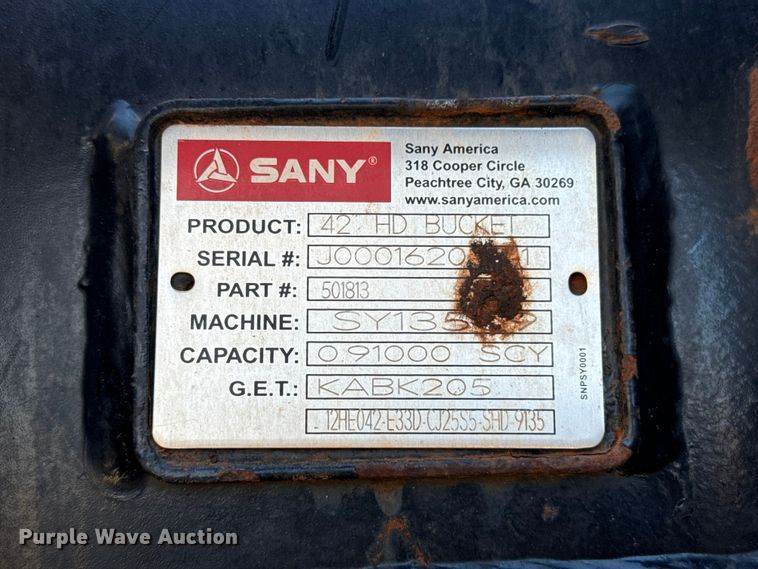 SANY®
Sany America
318 Cooper Circle
Peachtree City, GA 30269
www.sanyamerica.com
PRODUCT: 42" HD BUCKET
SERIAL #:
PART #: 501813
MACHINE:
CAPACITY: 0.91000 SCY
G.E.T.: KABK205
12HE042-E33D-CJ25S5-SHD-9135
SNPSY0001
Purple Wave Auction